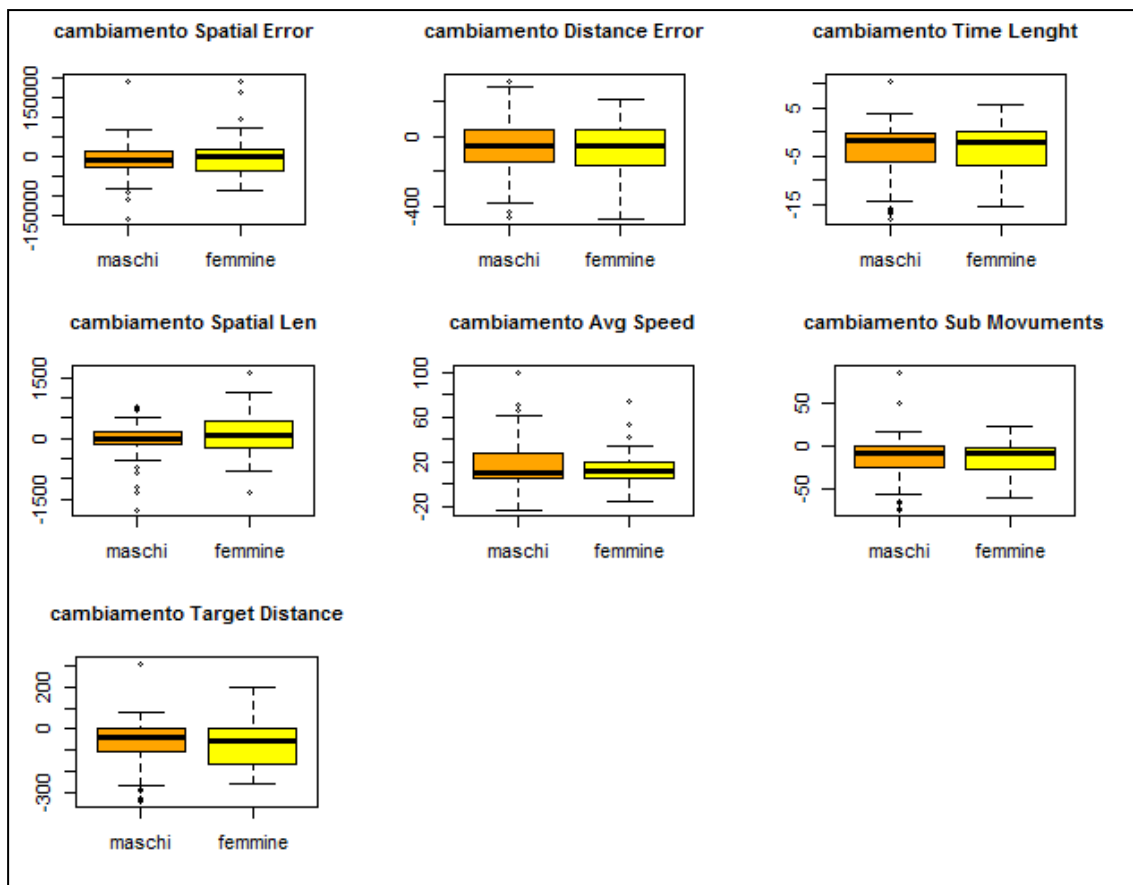 cambiamento Spatial Error
150000
0
-150000
maschi
femmine
cambiamento Distance Error
0
-400
maschi
femmine
cambiamento Time Lenght
5
-5
-15
maschi
femmine
cambiamento Spatial Len
1500
0
-1500
maschi
femmine
cambiamento Avg Speed
100
60
20
-20
maschi
femmine
cambiamento Sub Movuments
50
0
-50
maschi
femmine
cambiamento Target Distance
200
0
-300
maschi
femmine